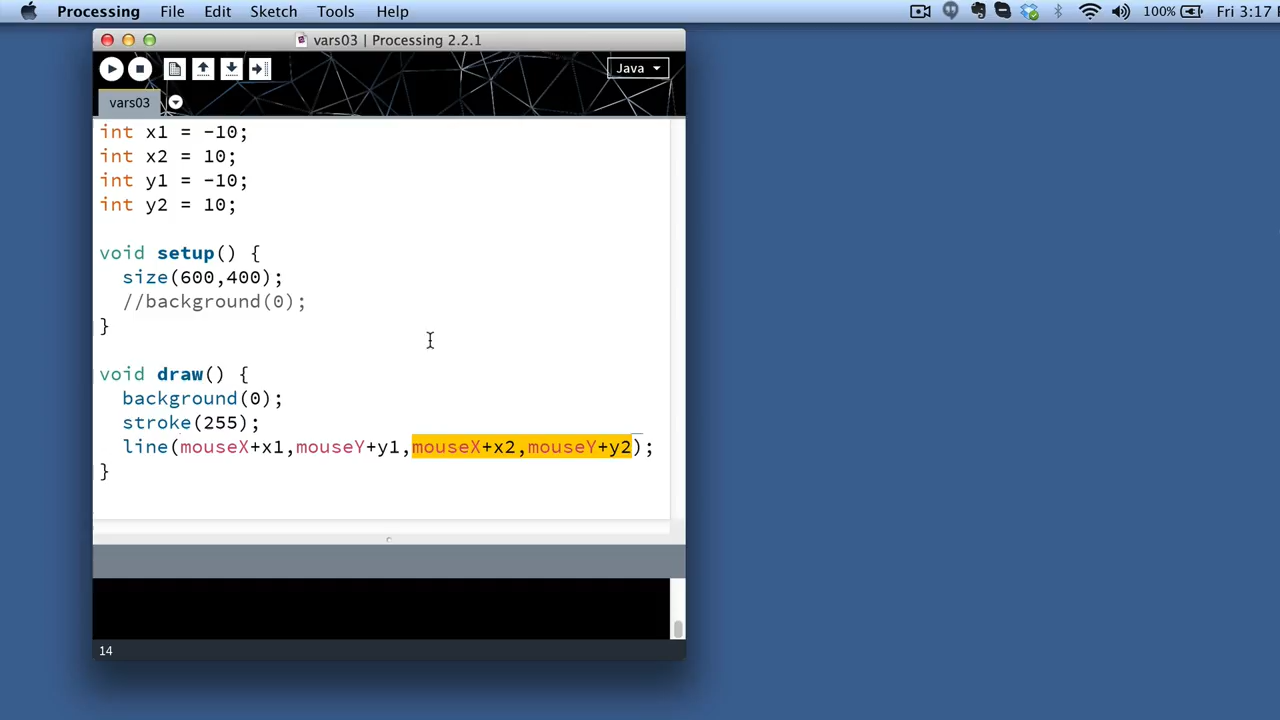 Processing File Edit Sketch Tools Help 100% Fri 3:17
vars03 | Processing 2.2.1
Java
vars03
int x1 = -10;
int x2 = 10;
int y1 = -10;
int y2 = 10;
void setup() {
size(600,400);
//background(0);
}
void draw() {
background(0);
stroke(255);
line(mouseX+x1,mouseY+y1,mouseX+x2,mouseY+y2);
}
14